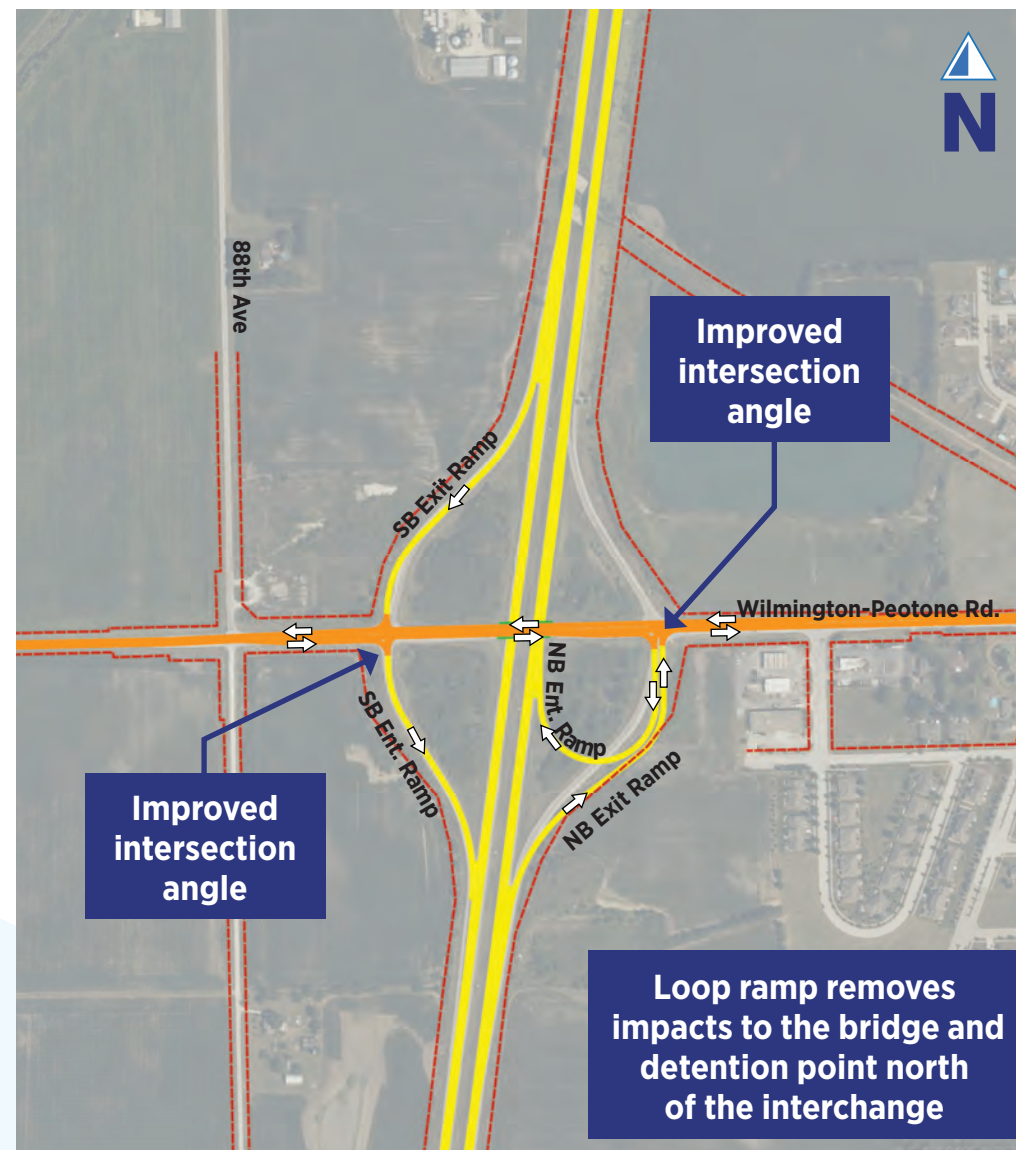 N
88th Ave
Improved
intersection
angle
SB Exit Ramp
Wilmington-Peotone Rd.
NB Ent. Ramp
SB Ent. Ramp
NB Exit Ramp
Improved
intersection
angle
Loop ramp removes
impacts to the bridge and
detention point north
of the interchange